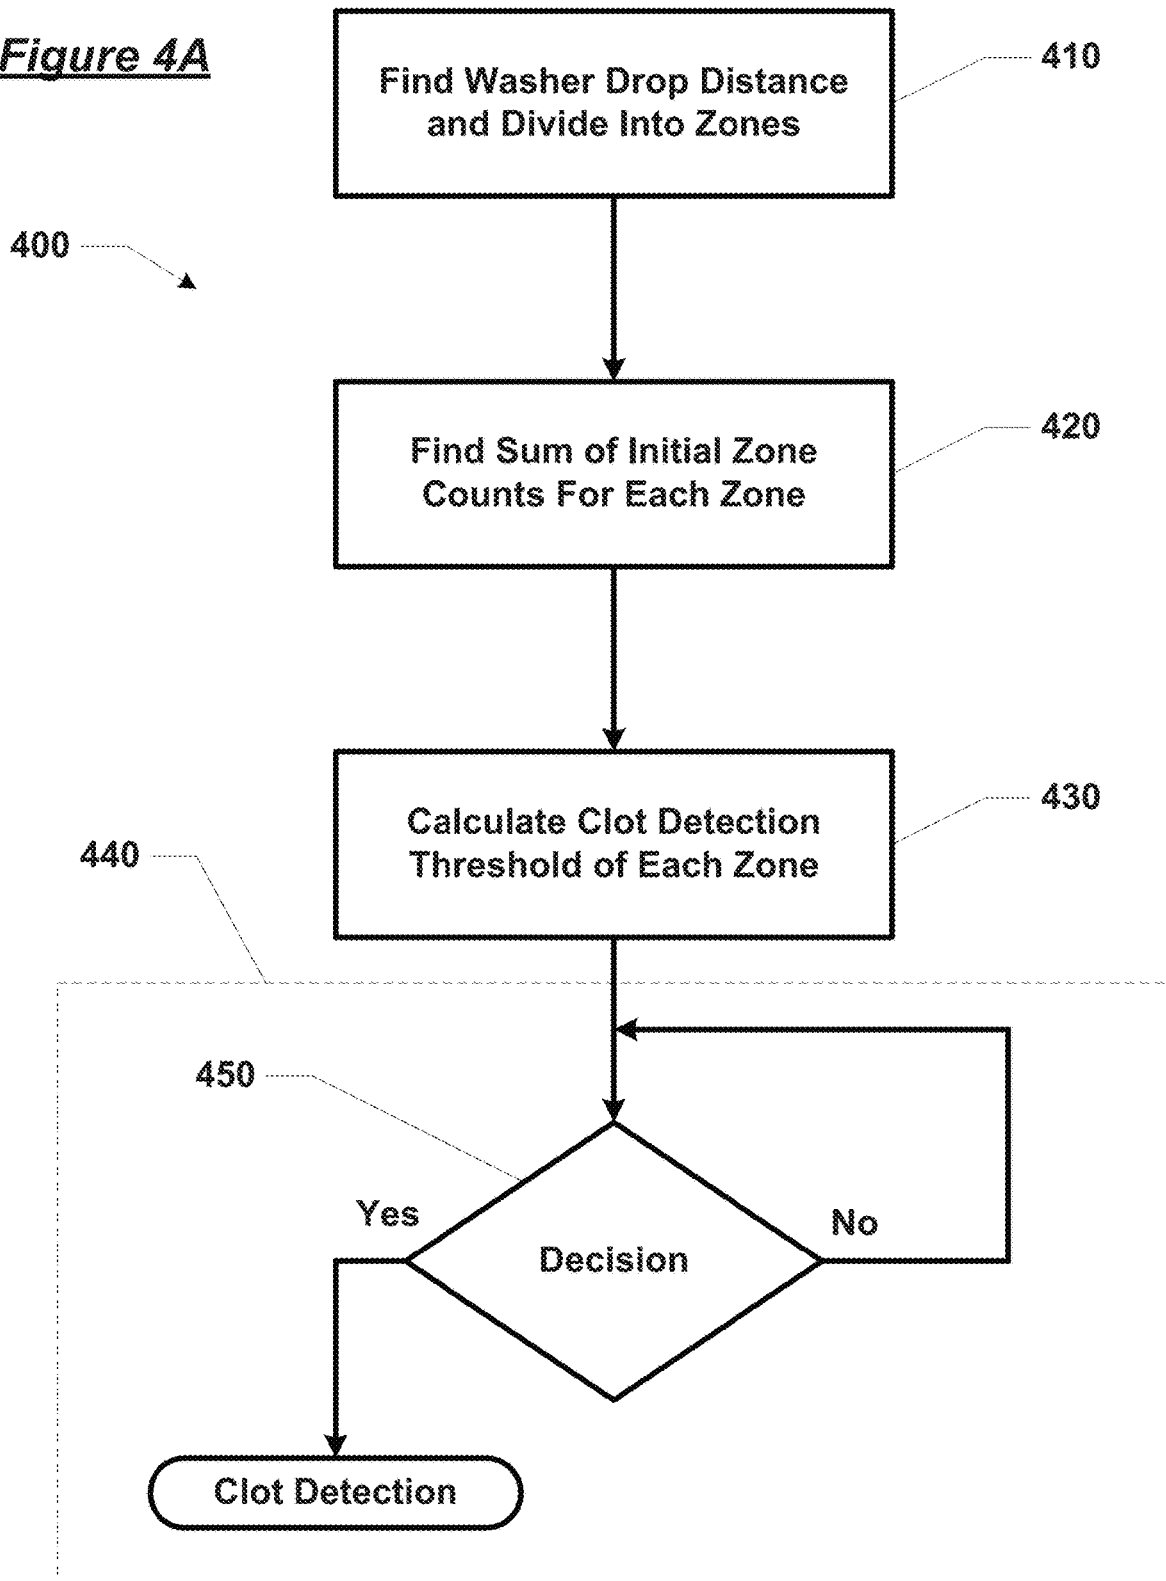 Figure 4A
Find Washer Drop Distance
and Divide Into Zones
410
400
Find Sum of Initial Zone
Counts For Each Zone
420
Calculate Clot Detection
Threshold of Each Zone
430
440
450
Yes
No
Decision
Clot Detection